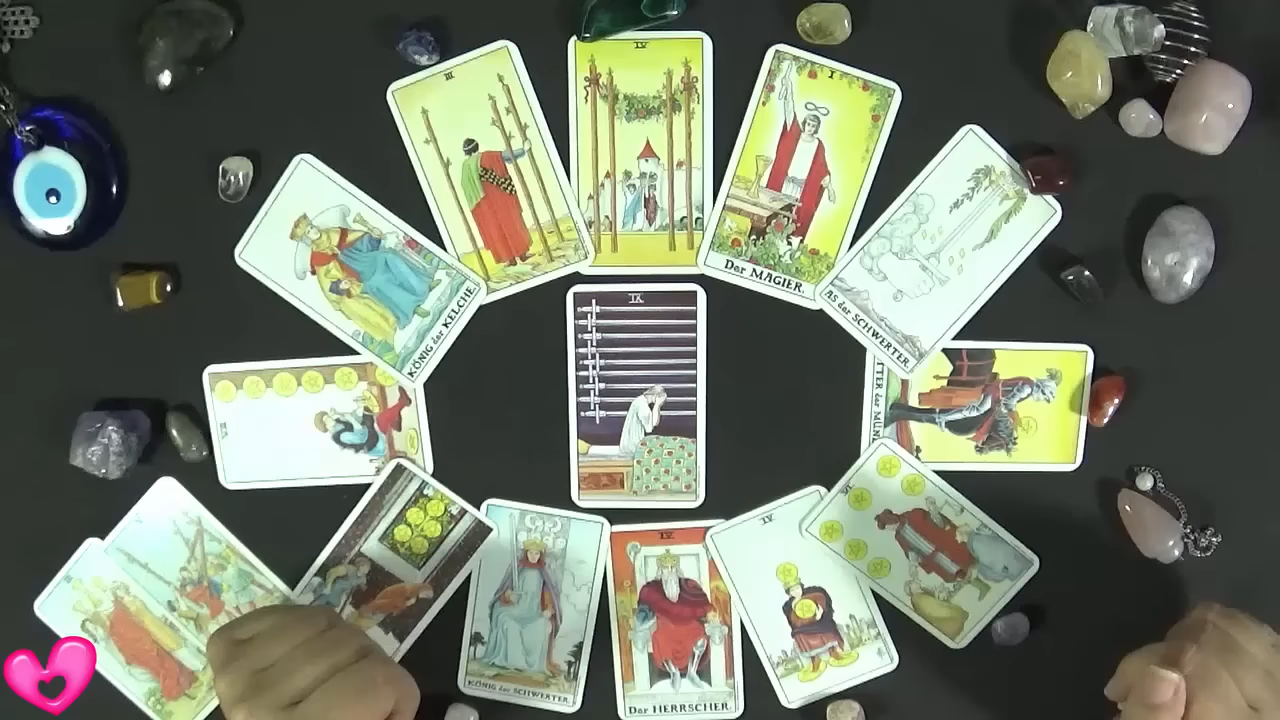 III
IV
I
Der MAGIER.
KÖNIG der KELCHE.
AS der SCHWERTER.
IX
TTER der MÜN
VI
IV
IV
KÖNIG der SCHWERTER.
Der HERRSCHER.